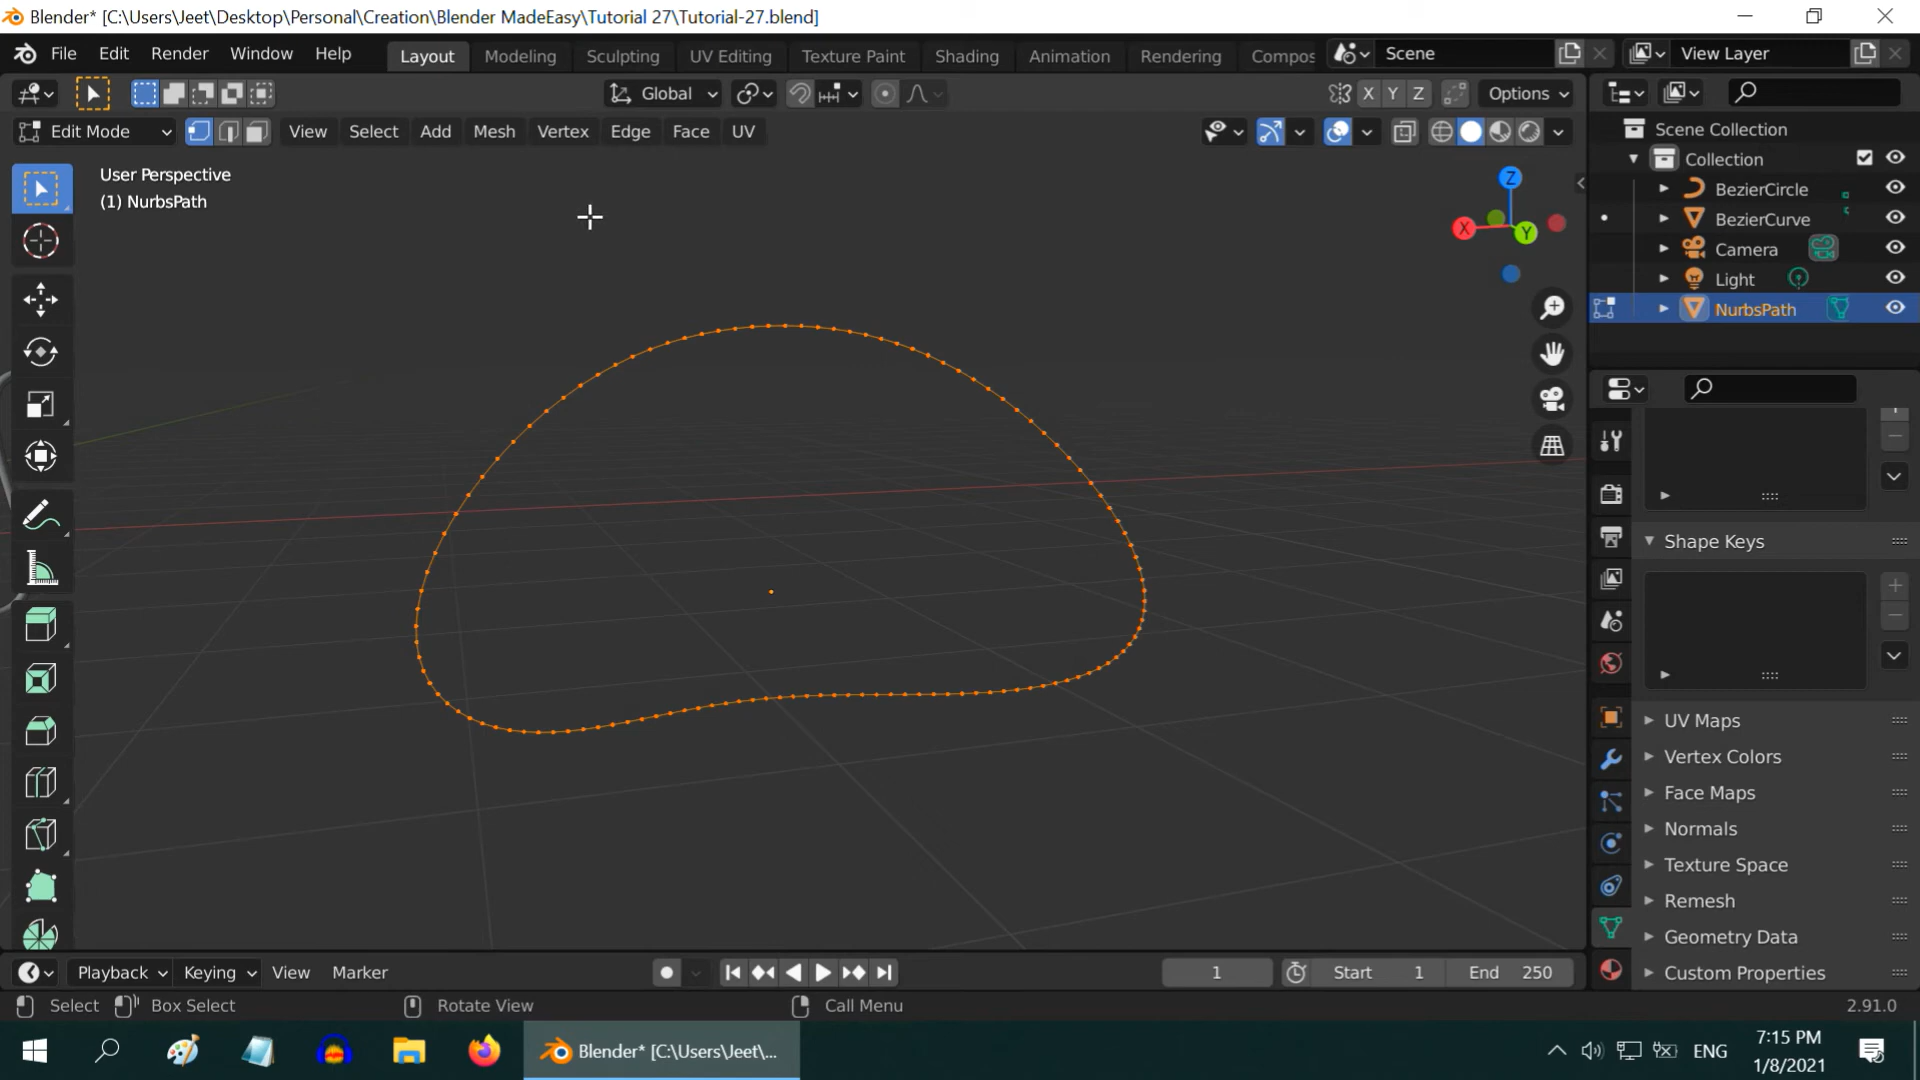 Blender* [C:\Users\Jeet\Desktop\Personal\Creation\Blender MadeEasy\Tutorial 27\Tutorial-27.blend]
File Edit Render Window Help Layout Modeling Sculpting UV Editing Texture Paint Shading Animation Rendering Compos Scene View Layer
Global X Y Z Options
Edit Mode View Select Add Mesh Vertex Edge Face UV
User Perspective
(1) NurbsPath
Z
X
Y
Scene Collection
Collection
BezierCircle
BezierCurve
Camera
Light
NurbsPath
Shape Keys
UV Maps
Vertex Colors
Face Maps
Normals
Texture Space
Remesh
Geometry Data
Custom Properties
Playback Keying View Marker 1 Start 1 End 250
Select Box Select Rotate View Call Menu 2.91.0
Blender* [C:\Users\Jeet\... ENG 7:15 PM
1/8/2021